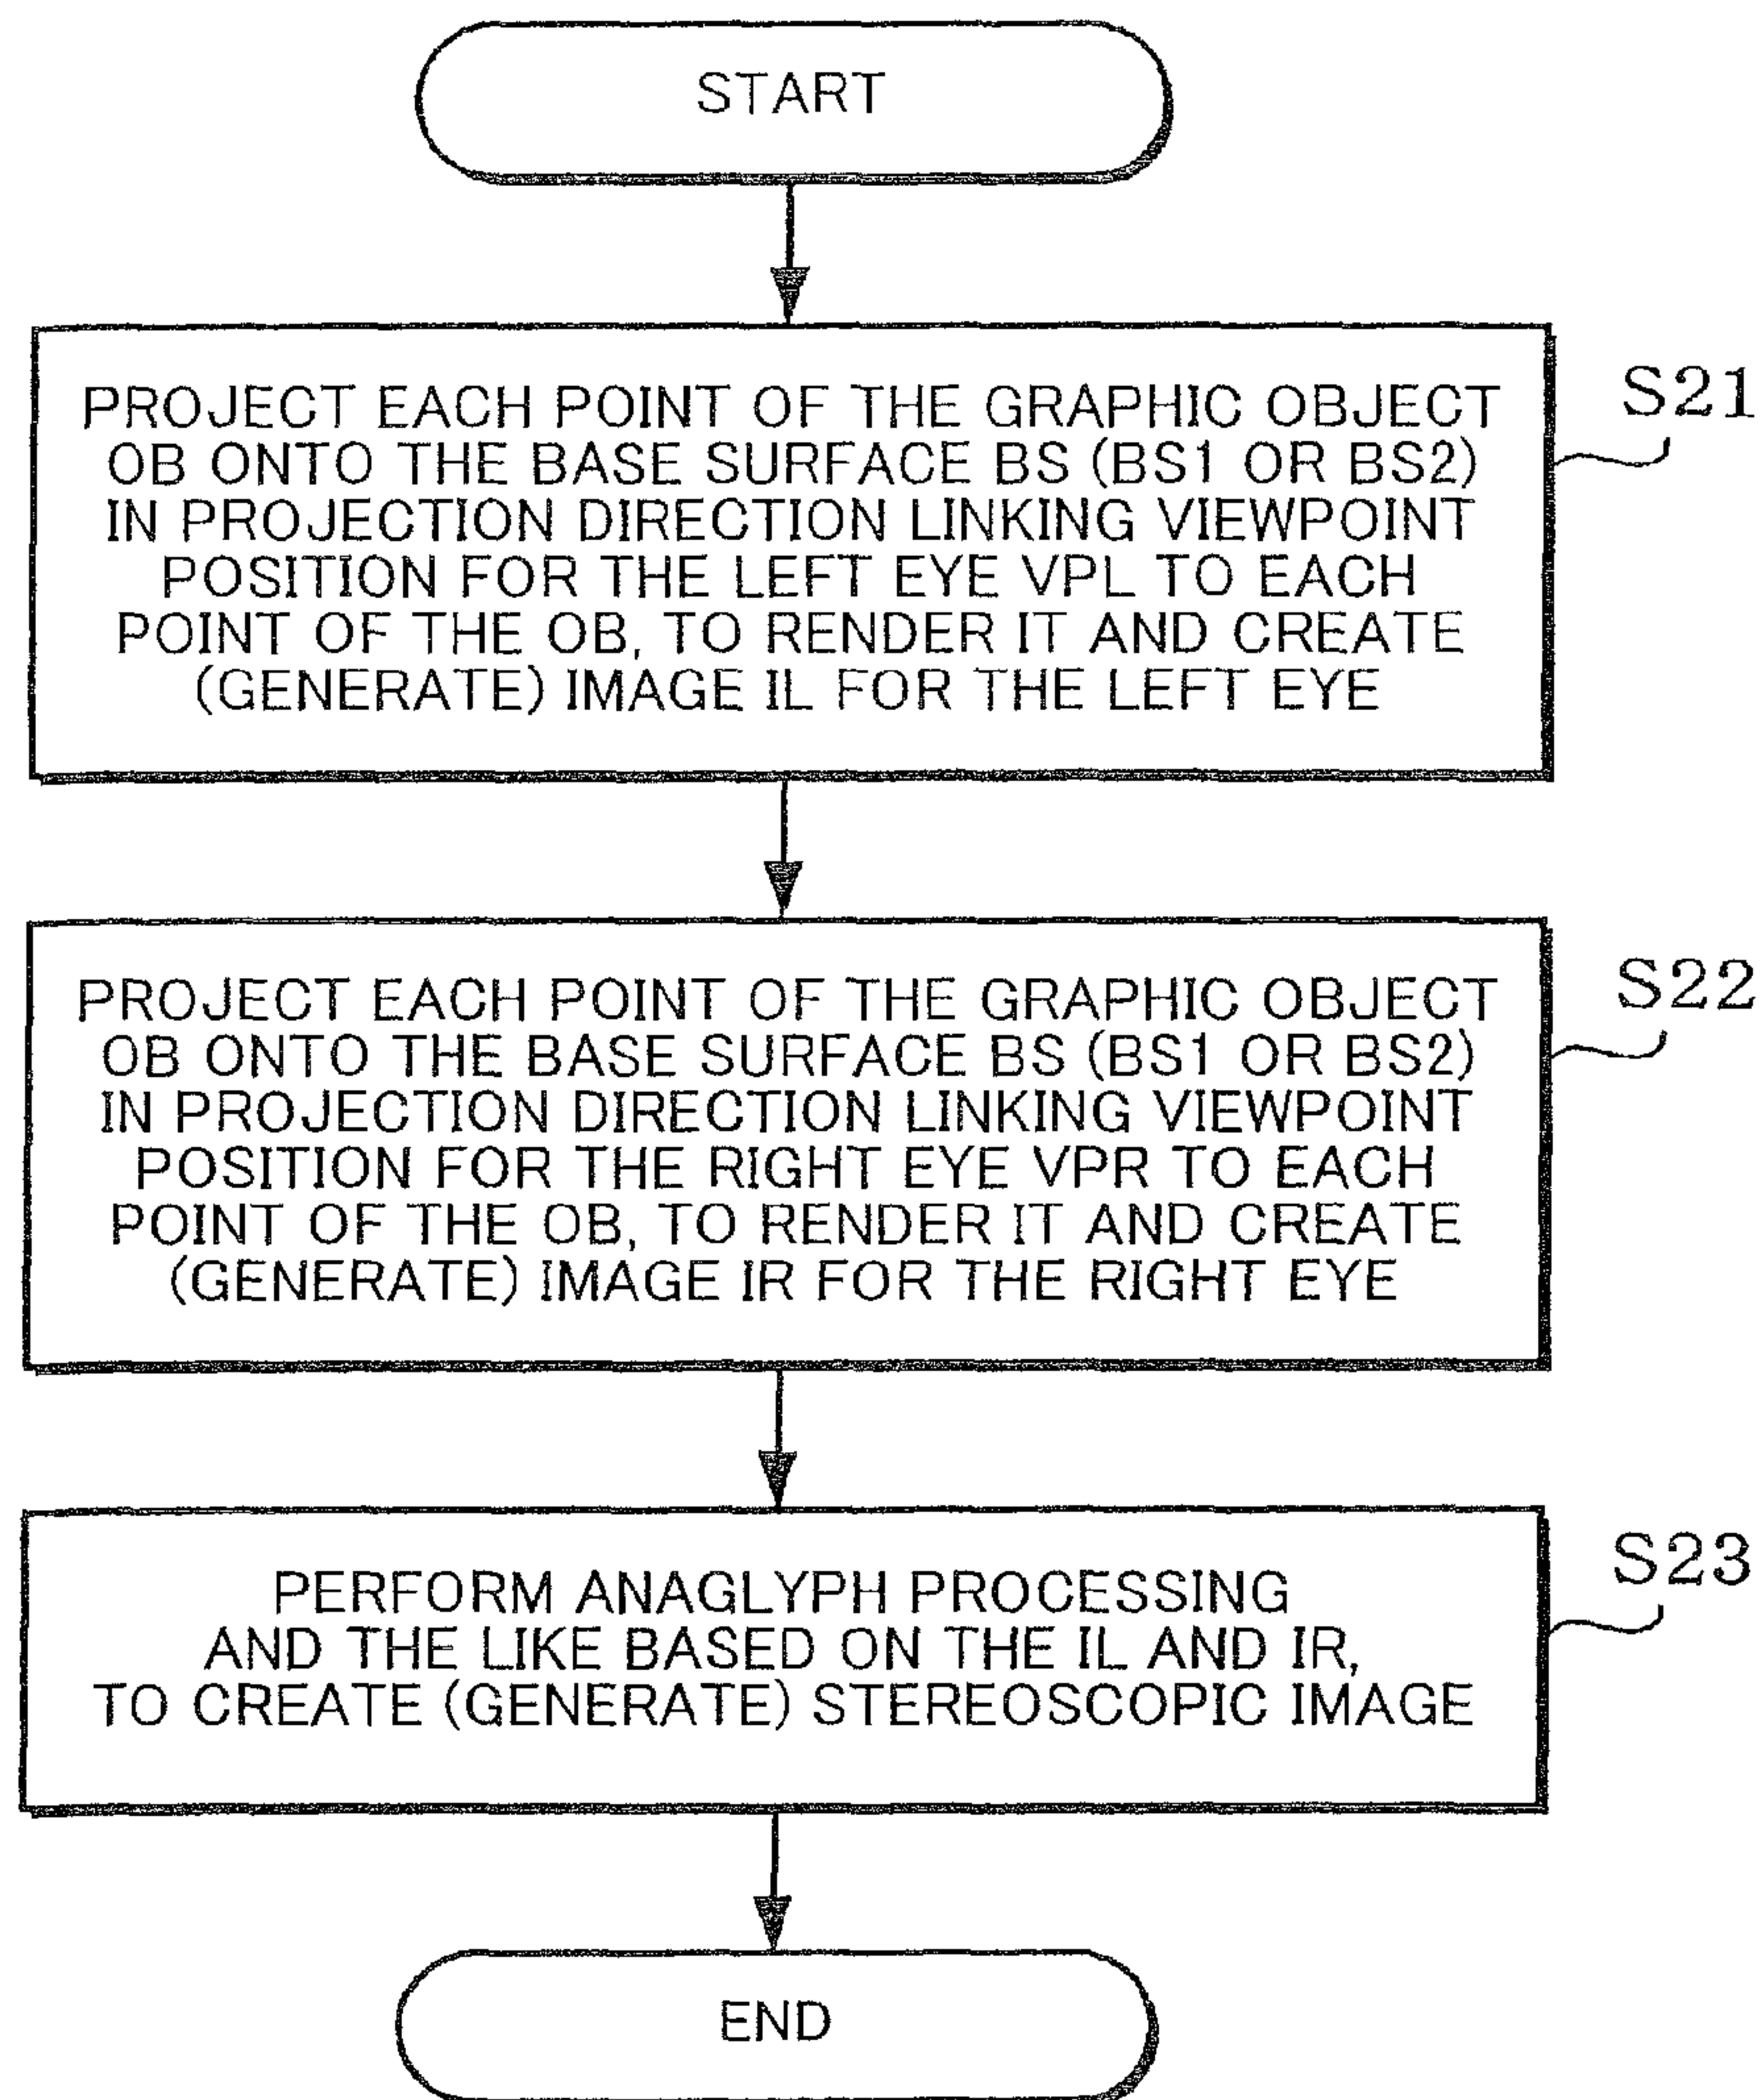 START
PROJECT EACH POINT OF THE GRAPHIC OBJECT
OB ONTO THE BASE SURFACE BS (BS1 OR BS2)
IN PROJECTION DIRECTION LINKING VIEWPOINT
POSITION FOR THE LEFT EYE VPL TO EACH
POINT OF THE OB, TO RENDER IT AND CREATE
(GENERATE) IMAGE IL FOR THE LEFT EYE
S21
PROJECT EACH POINT OF THE GRAPHIC OBJECT
OB ONTO THE BASE SURFACE BS (BS1 OR BS2)
IN PROJECTION DIRECTION LINKING VIEWPOINT
POSITION FOR THE RIGHT EYE VPR TO EACH
POINT OF THE OB, TO RENDER IT AND CREATE
(GENERATE) IMAGE IR FOR THE RIGHT EYE
S22
PERFORM ANAGLYPH PROCESSING
AND THE LIKE BASED ON THE IL AND IR,
TO CREATE (GENERATE) STEREOSCOPIC IMAGE
S23
END